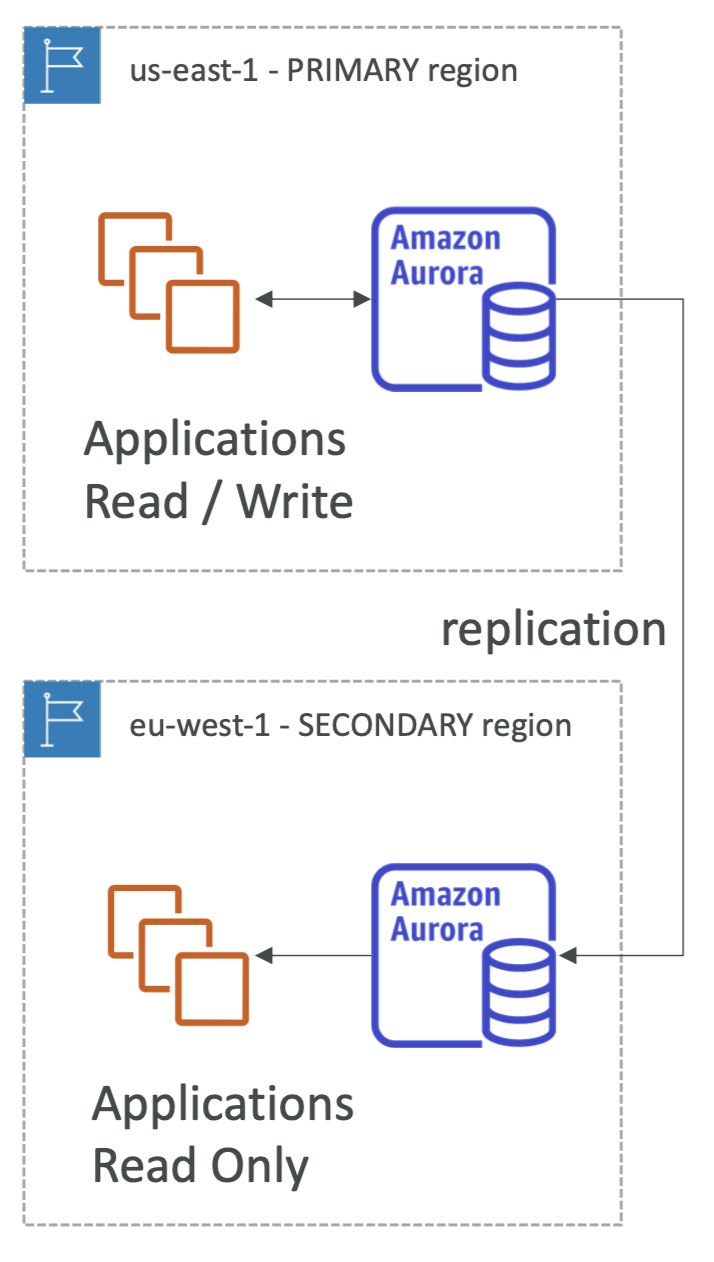 us-east-1 - PRIMARY region
Amazon
Aurora
Applications
Read / Write
replication
eu-west-1 - SECONDARY region
Amazon
Aurora
Applications
Read Only